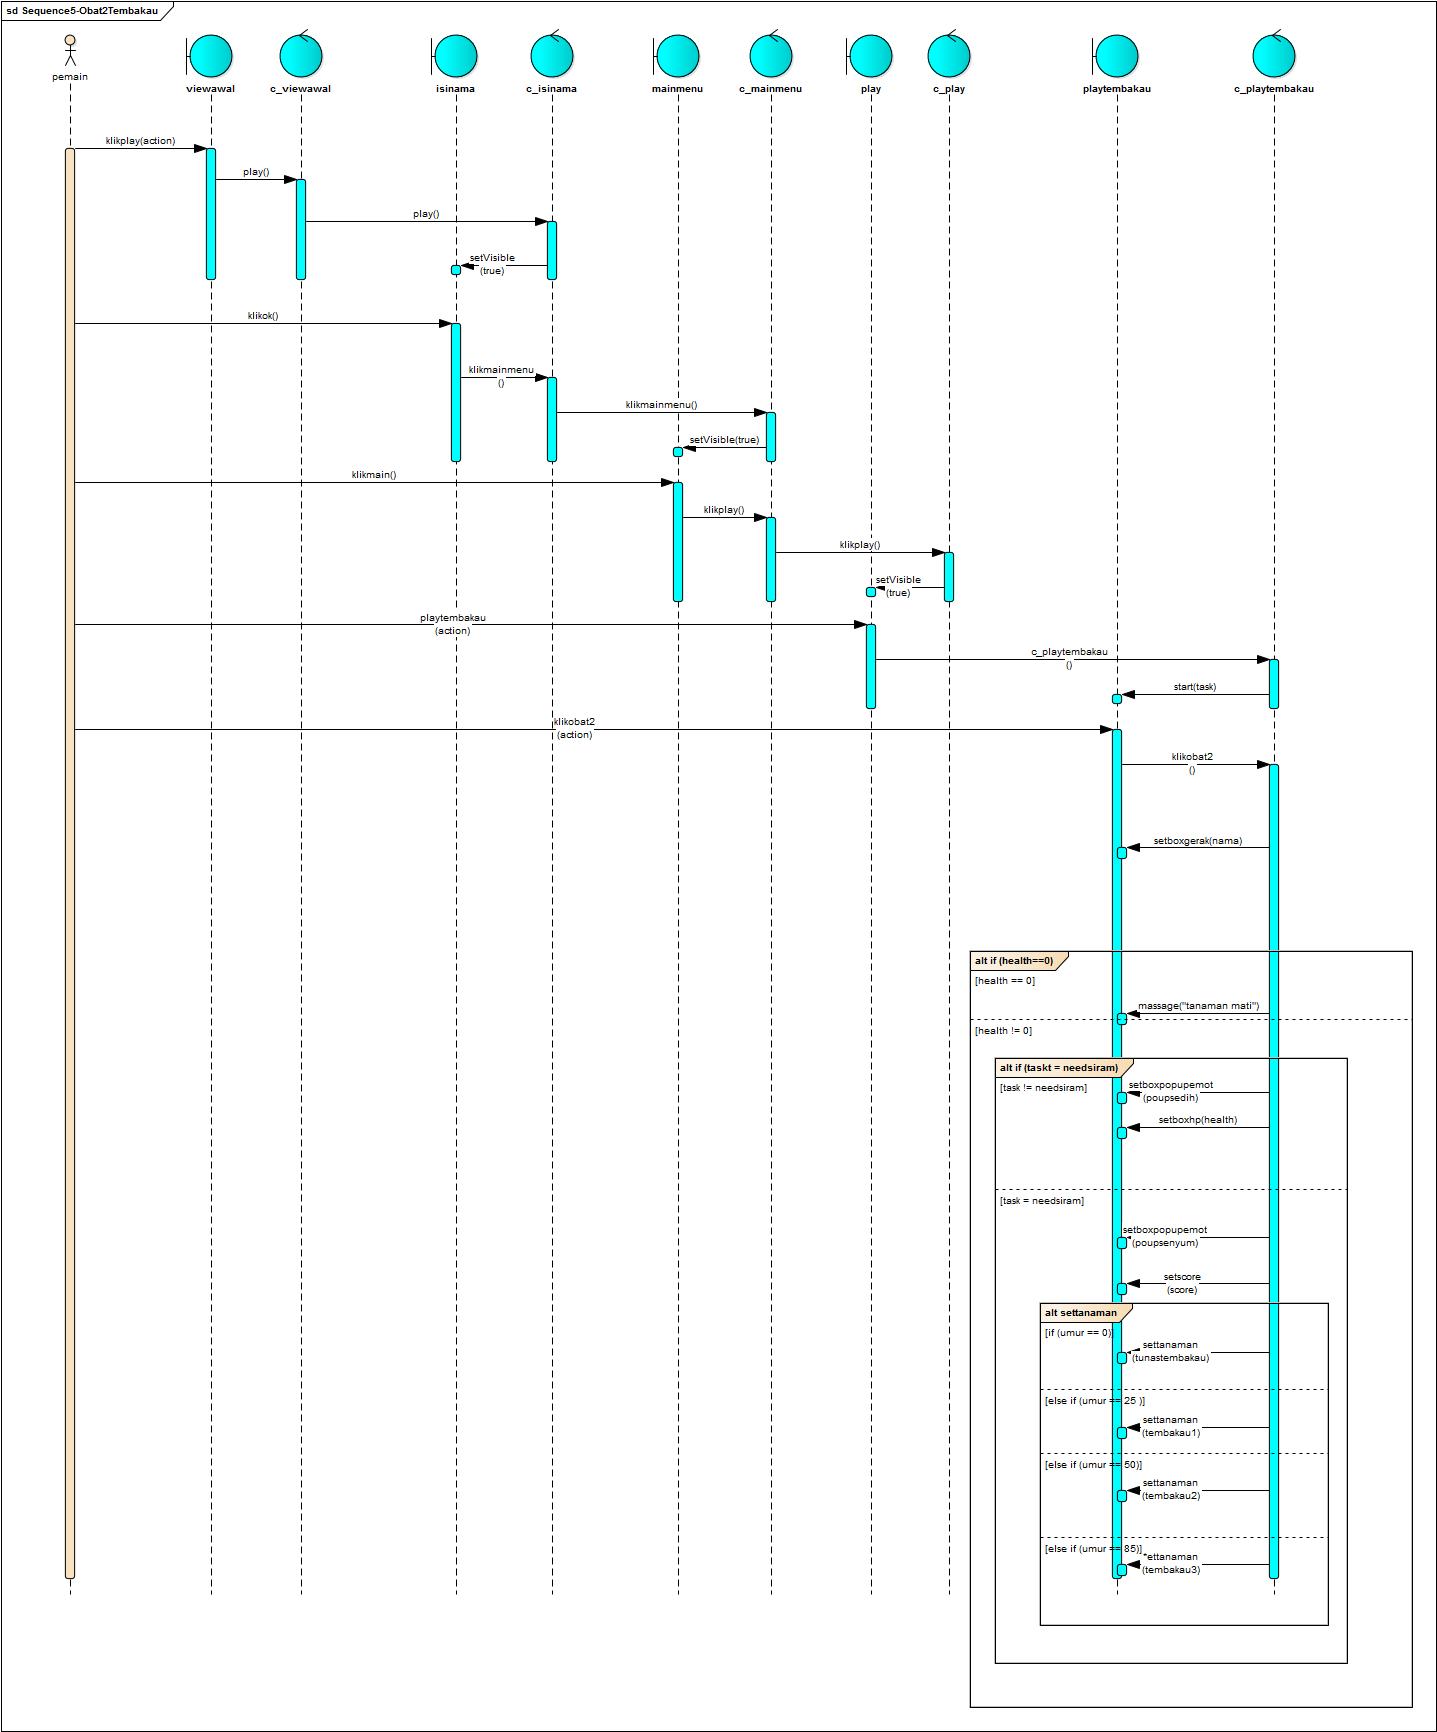 sd Sequence5-Obat2Tembakau
pemain
viewawal
c_viewawal
isinama
c_isinama
mainmenu
c_mainmenu
play
c_play
playtembakau
c_playtembakau
klikplay(action)
play()
play()
setVisible
(true)
klikok()
klikmainmenu
()
klikmainmenu()
setVisible(true)
klikmain()
klikplay()
klikplay()
setVisible
(true)
playtembakau
(action)
c_playtembakau
()
start(task)
klikobat2
(action)
klikobat2
()
setboxgerak(nama)
alt if (health==0)
[health == 0]
massage("tanaman mati")
[health != 0]
alt if (taskt = needsiram)
[task != needsiram]
setboxpopupemot
(poupsedih)
setboxhp(health)
[task = needsiram]
setboxpopupemot
(poupsenyum)
setscore
(score)
alt settanaman
[if (umur == 0)]
settanaman
(tunastembakau)
[else if (umur == 25 )]
settanaman
(tembakau1)
[else if (umur == 50)]
settanaman
(tembakau2)
[else if (umur == 85)]
ettanaman
(tembakau3)